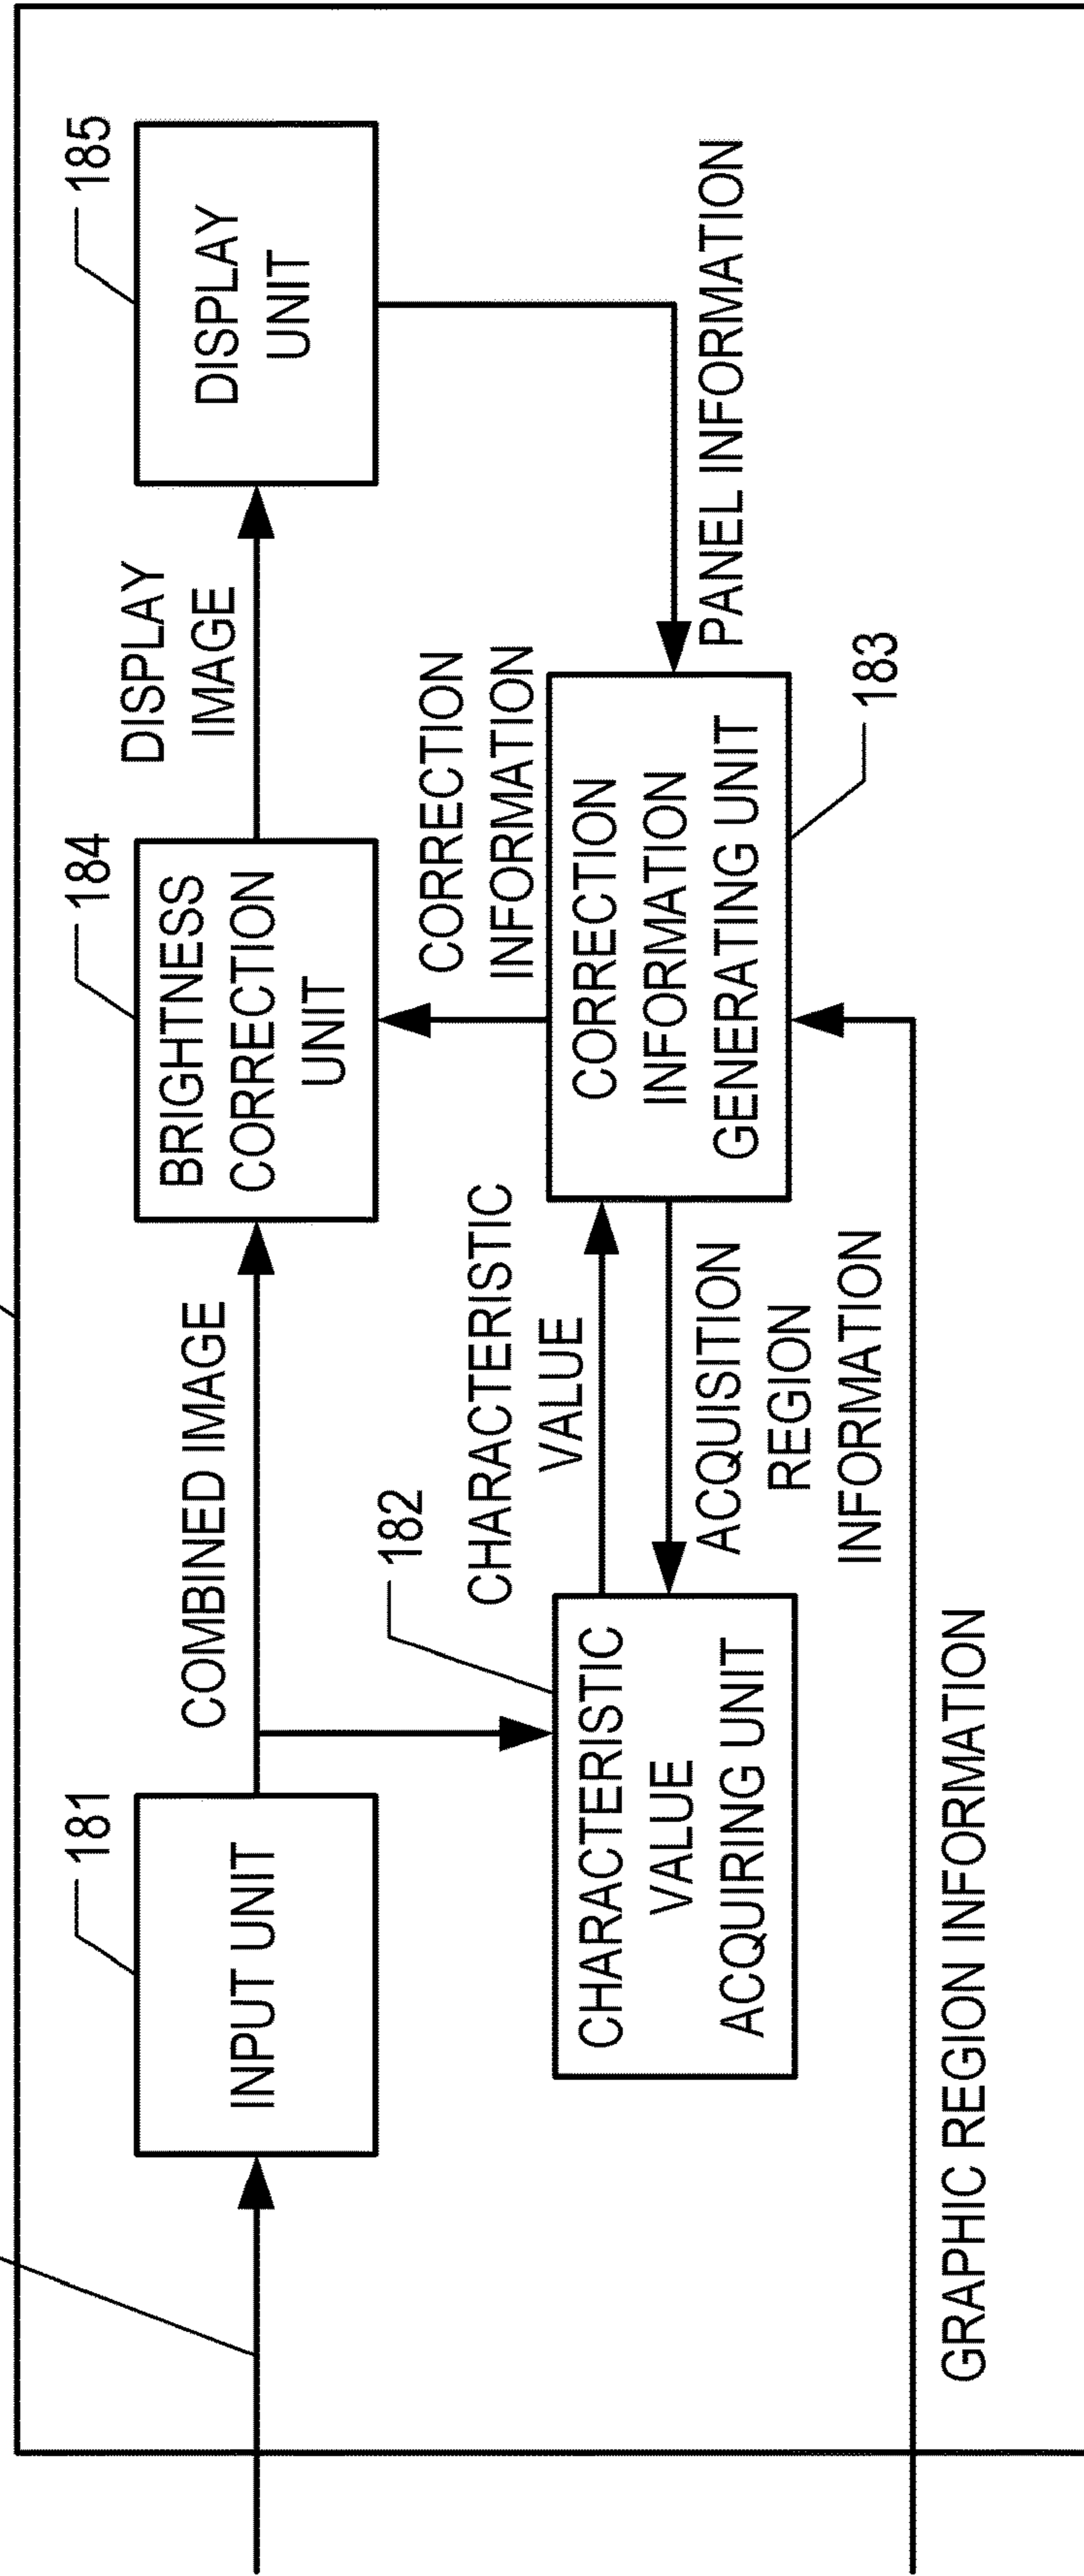 181
INPUT UNIT
COMBINED IMAGE
184
BRIGHTNESS
CORRECTION
UNIT
DISPLAY
IMAGE
185
DISPLAY
UNIT
182
CHARACTERISTIC
VALUE
ACQUIRING UNIT
CHARACTERISTIC
VALUE
ACQUISITION
REGION
INFORMATION
CORRECTION
INFORMATION
CORRECTION
INFORMATION
GENERATING UNIT
183
PANEL INFORMATION
GRAPHIC REGION INFORMATION